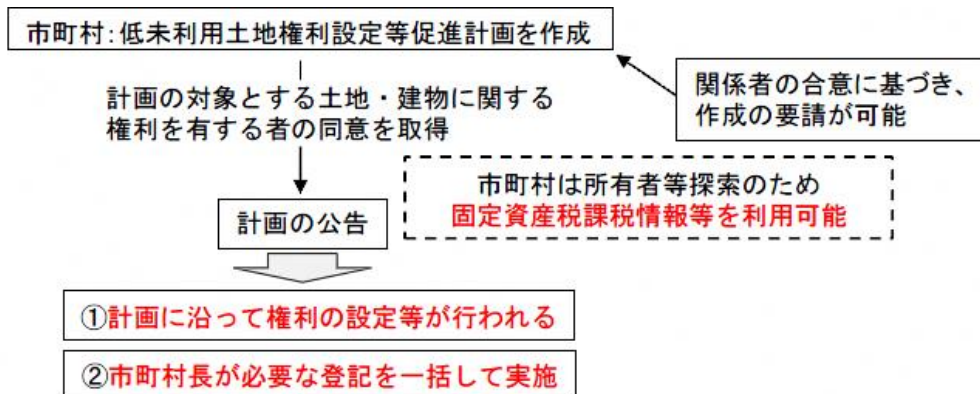 市町村:低未利用土地権利設定等促進計画を作成
関係者の合意に基づき、
作成の要請が可能
計画の対象とする土地・建物に関する
権利を有する者の同意を取得
市町村は所有者等探索のため
固定資産税課税情報等を利用可能
計画の公告
①計画に沿って権利の設定等が行われる
②市町村長が必要な登記を一括して実施